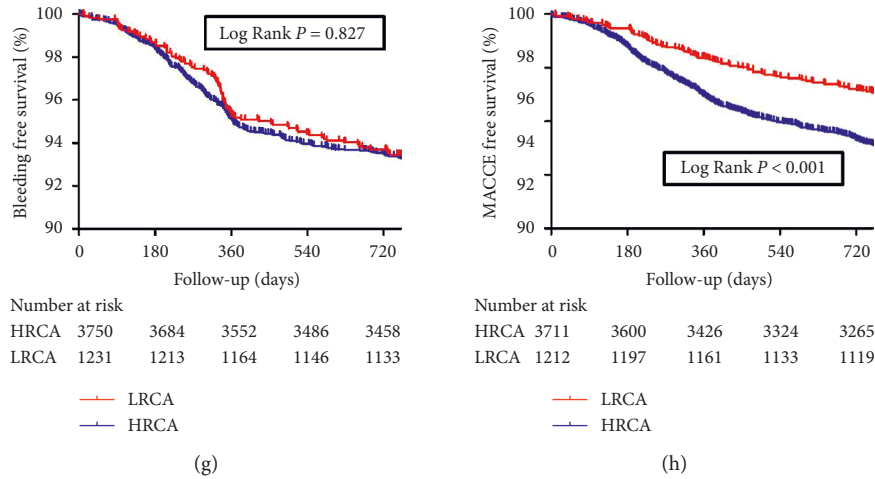 100
98
96
94
92
90
Bleeding free survival (%)
Log Rank P = 0.827
0 180 360 540 720
Follow-up (days)
Number at risk
HRCA 3750 3684 3552 3486 3458
LRCA 1231 1213 1164 1146 1133
LRCA
HRCA
(g)
100
98
96
94
92
90
MACCE free survival (%)
Log Rank P < 0.001
0 180 360 540 720
Follow-up (days)
Number at risk
HRCA 3711 3600 3426 3324 3265
LRCA 1212 1197 1161 1133 1119
LRCA
HRCA
(h)